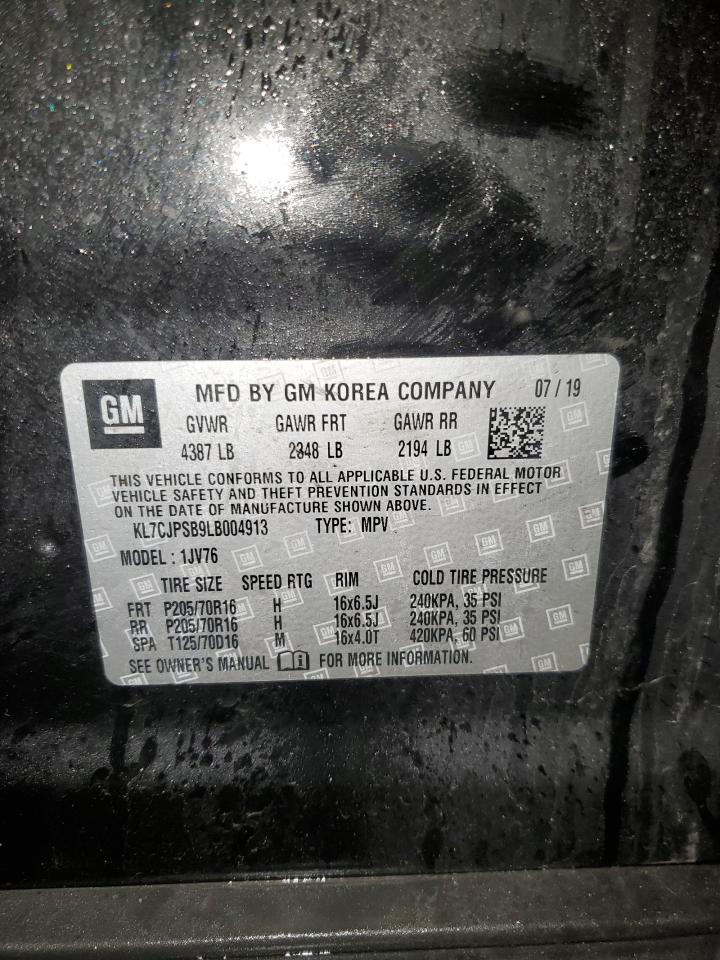 GM
MFD BY GM KOREA COMPANY 07 / 19
GVWR GAWR FRT GAWR RR
4387 LB 2348 LB 2194 LB
THIS VEHICLE CONFORMS TO ALL APPLICABLE U.S. FEDERAL MOTOR
VEHICLE SAFETY AND THEFT PREVENTION STANDARDS IN EFFECT
ON THE DATE OF MANUFACTURE SHOWN ABOVE.
KL7CJPSB9LB004913 TYPE: MPV
MODEL : 1JV76
TIRE SIZE SPEED RTG RIM COLD TIRE PRESSURE
FRT P205/70R16 H 16x6.5J 240KPA, 35 PSI
RR P205/70R16 H 16x6.5J 240KPA, 35 PSI
SPA T125/70D16 M 16x4.0T 420KPA, 60 PSI
SEE OWNER'S MANUAL FOR MORE INFORMATION.